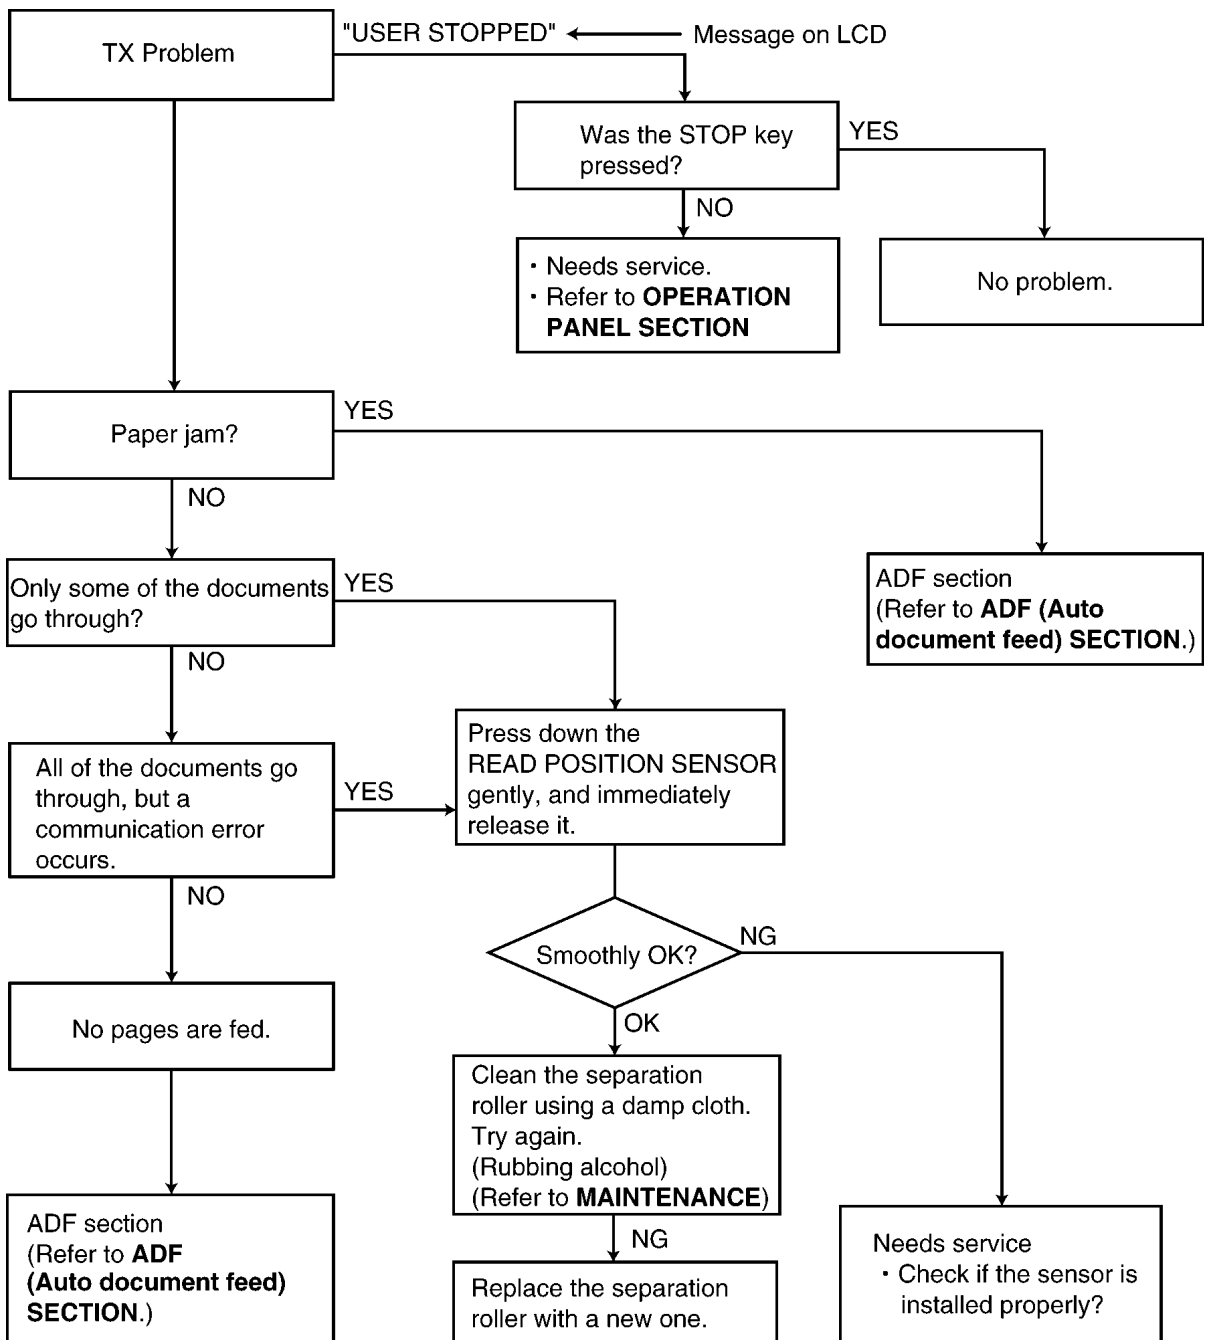 TX Problem
"USER STOPPED"
Message on LCD
Was the STOP key
pressed?
YES
NO
· Needs service.
· Refer to OPERATION
PANEL SECTION
No problem.
Paper jam?
YES
NO
Only some of the documents
go through?
YES
NO
ADF section
(Refer to ADF (Auto
document feed) SECTION.)
All of the documents go
through, but a
communication error
occurs.
YES
NO
Press down the
READ POSITION SENSOR
gently, and immediately
release it.
Smoothly OK?
NG
OK
No pages are fed.
Clean the separation
roller using a damp cloth.
Try again.
(Rubbing alcohol)
(Refer to MAINTENANCE)
NG
ADF section
(Refer to ADF
(Auto document feed)
SECTION.)
Replace the separation
roller with a new one.
Needs service
· Check if the sensor is
installed properly?